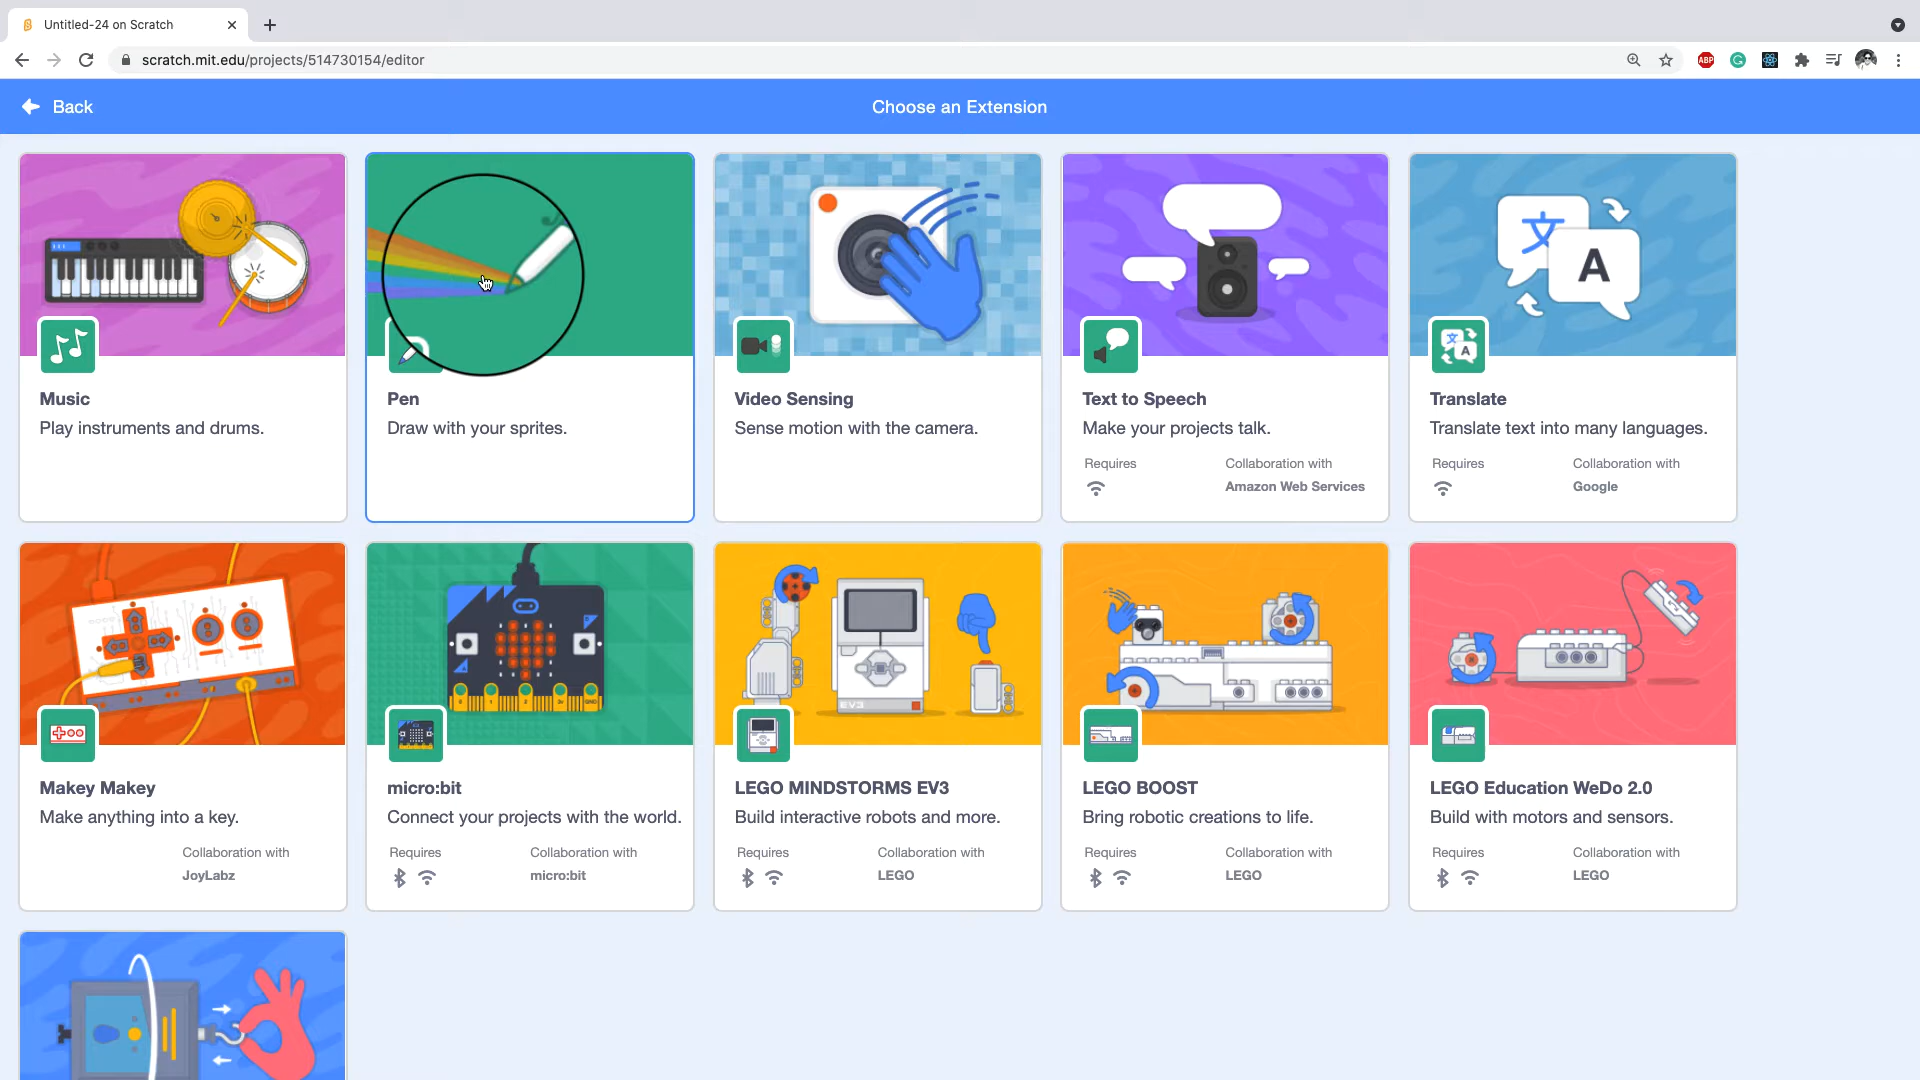 Untitled-24 on Scratch
scratch.mit.edu/projects/514730154/editor
ABP
Back
Choose an Extension
Music
Play instruments and drums.
Pen
Draw with your sprites.
Video Sensing
Sense motion with the camera.
文
A
Text to Speech
Make your projects talk.
Requires
Collaboration with
Amazon Web Services
Translate
Translate text into many languages.
Requires
Collaboration with
Google
Makey Makey
Make anything into a key.
Collaboration with
JoyLabz
micro:bit
Connect your projects with the world.
Requires
Collaboration with
micro:bit
EV3
LEGO MINDSTORMS EV3
Build interactive robots and more.
Requires
Collaboration with
LEGO
LEGO BOOST
Bring robotic creations to life.
Requires
Collaboration with
LEGO
LEGO Education WeDo 2.0
Build with motors and sensors.
Requires
Collaboration with
LEGO